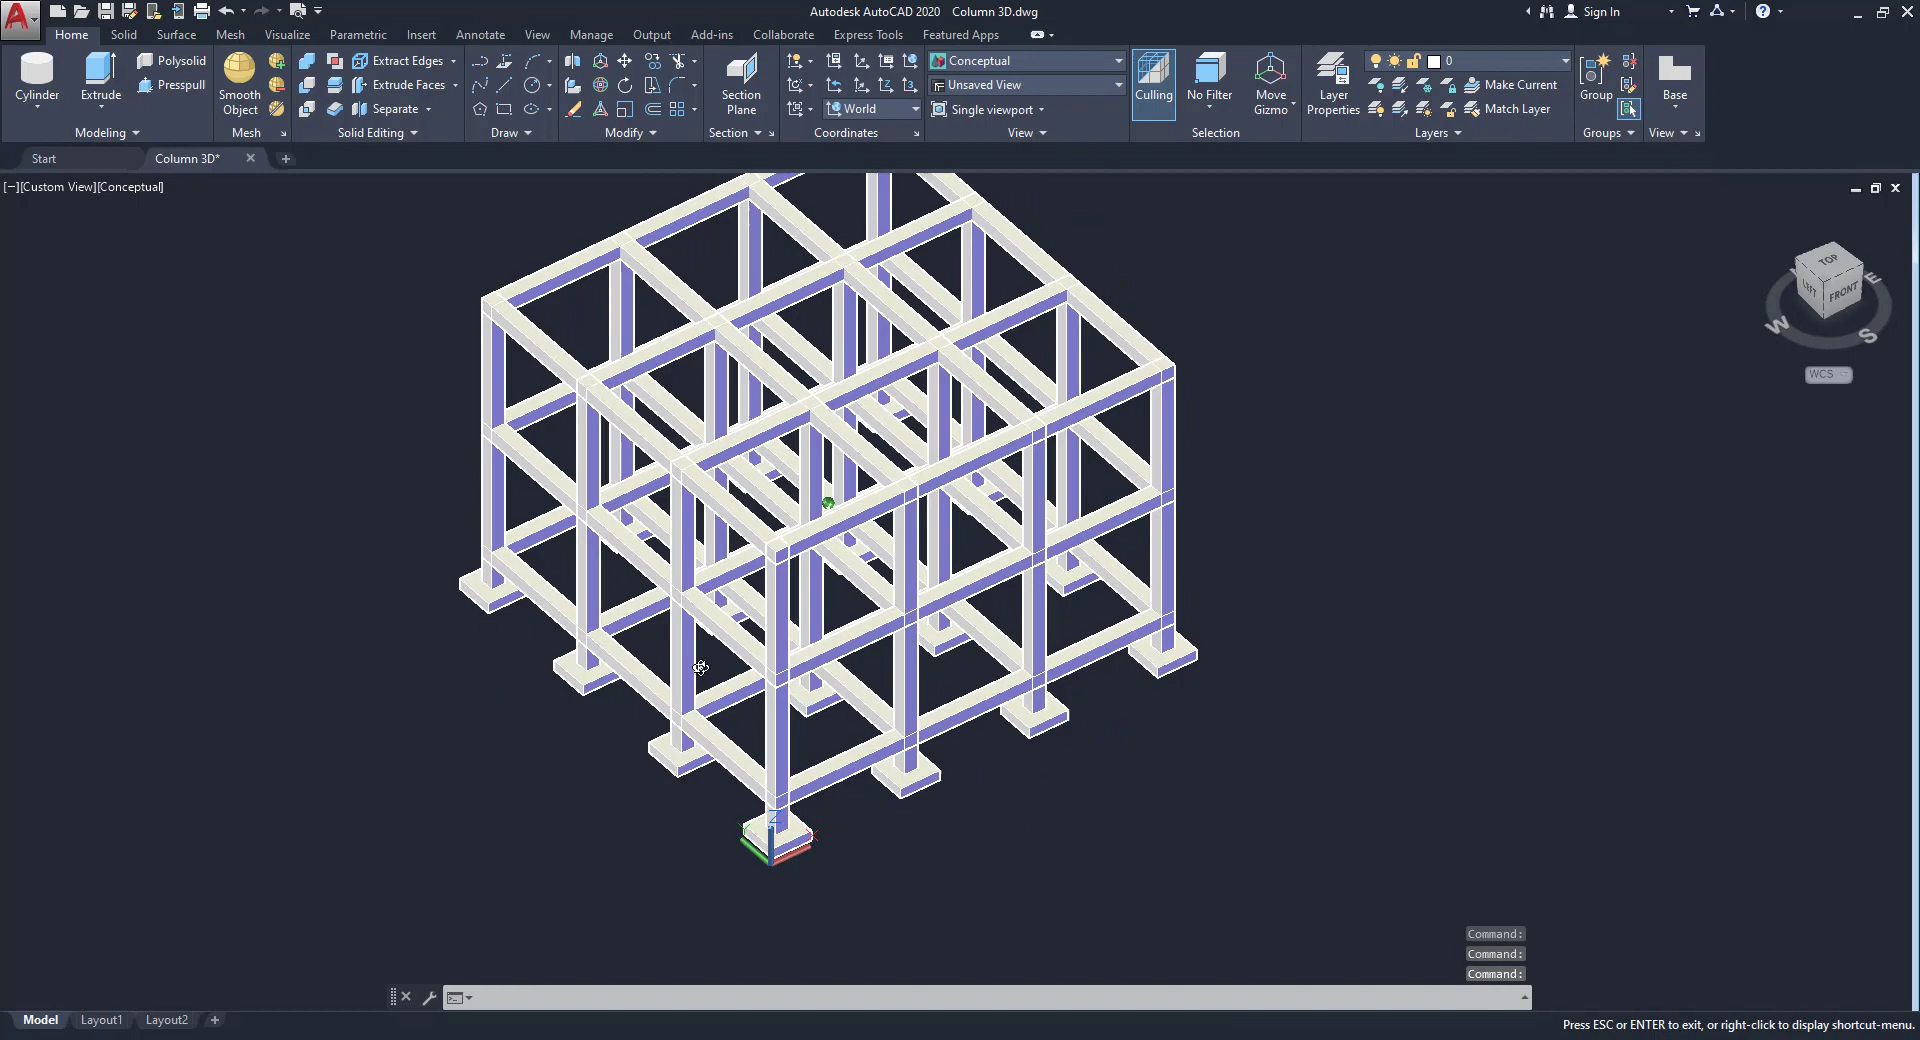 Autodesk AutoCAD 2020 Column 3D.dwg
Sign In
Home Solid Surface Mesh Visualize Parametric Insert Annotate View Manage Output Add-ins Collaborate Express Tools Featured Apps
Cylinder
Extrude
Polysolid
Presspull
Modeling
Smooth
Object
Mesh
Extract Edges
Extrude Faces
Separate
Solid Editing
Draw
Modify
Section
Plane
Section
World
Coordinates
Conceptual
Unsaved View
Single viewport
View
Culling
No Filter
Move
Gizmo
Selection
Layer
Properties
0
Make Current
Match Layer
Layers
Group
Groups
Base
View
Start
Column 3D*
[−][Custom View][Conceptual]
TOP
LEFT
FRONT
E
W
S
WCS
Z
Y
X
Command:
Command:
Command:
Model Layout1 Layout2
Press ESC or ENTER to exit, or right-click to display shortcut-menu.